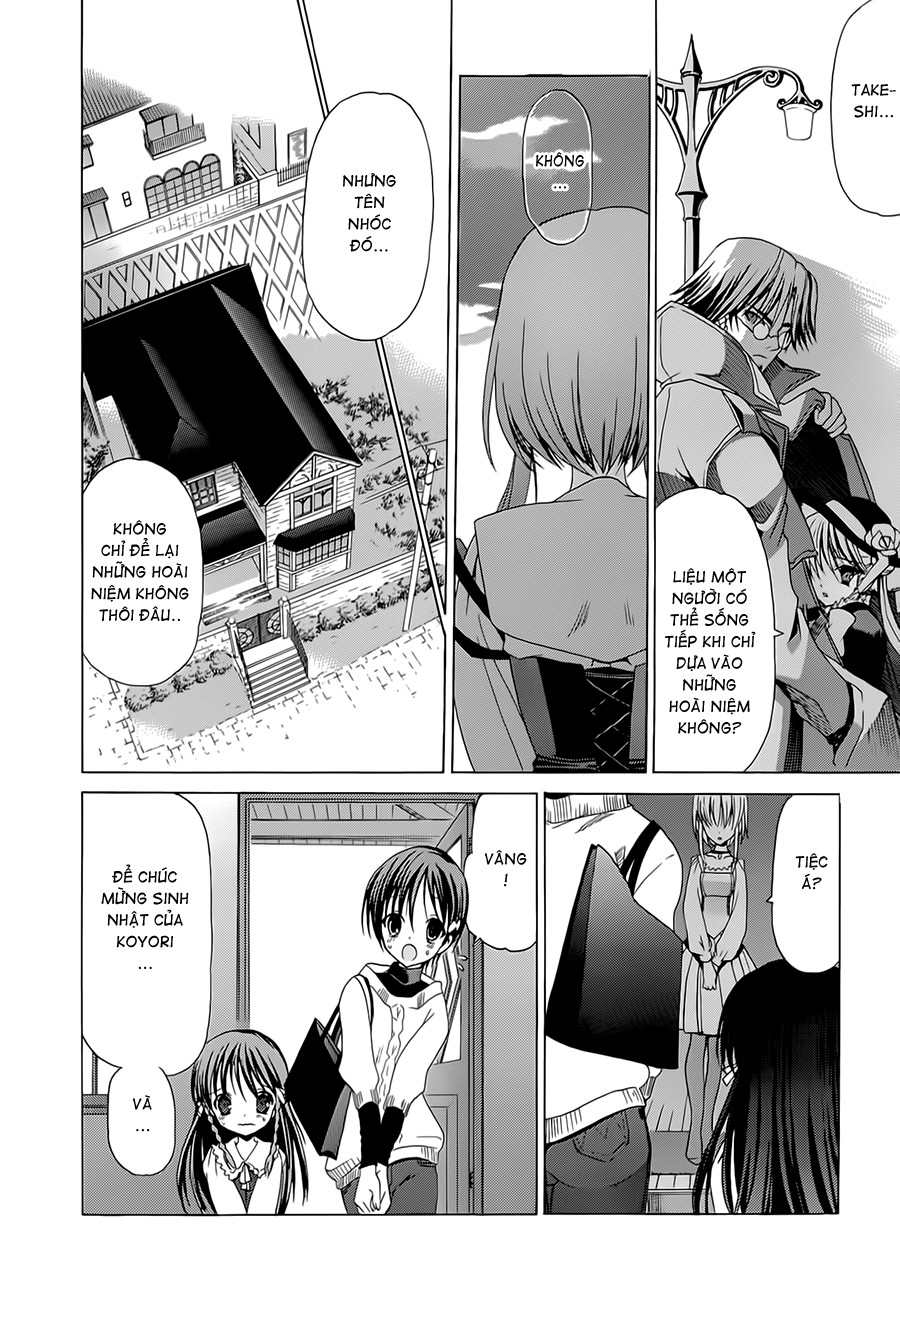 TAKE-
SHI...
LIỆU MỘT
NGƯỜI CÓ
THỂ SỐNG
TIẾP KHI CHỈ
DỰA VÀO
NHỮNG
HOÀI NIỆM
KHÔNG?
KHÔNG
...
NHƯNG
TÊN
NHÓC
ĐÓ...
KHÔNG
CHỈ ĐỂ LẠI
NHỮNG HOÀI
NIỆM KHÔNG
THÔI ĐÂU..
TIỆC
Á?
VÂNG
!
ĐỂ CHÚC
MỪNG SINH
NHẬT CỦA
KOYORI
...
VÀ
...